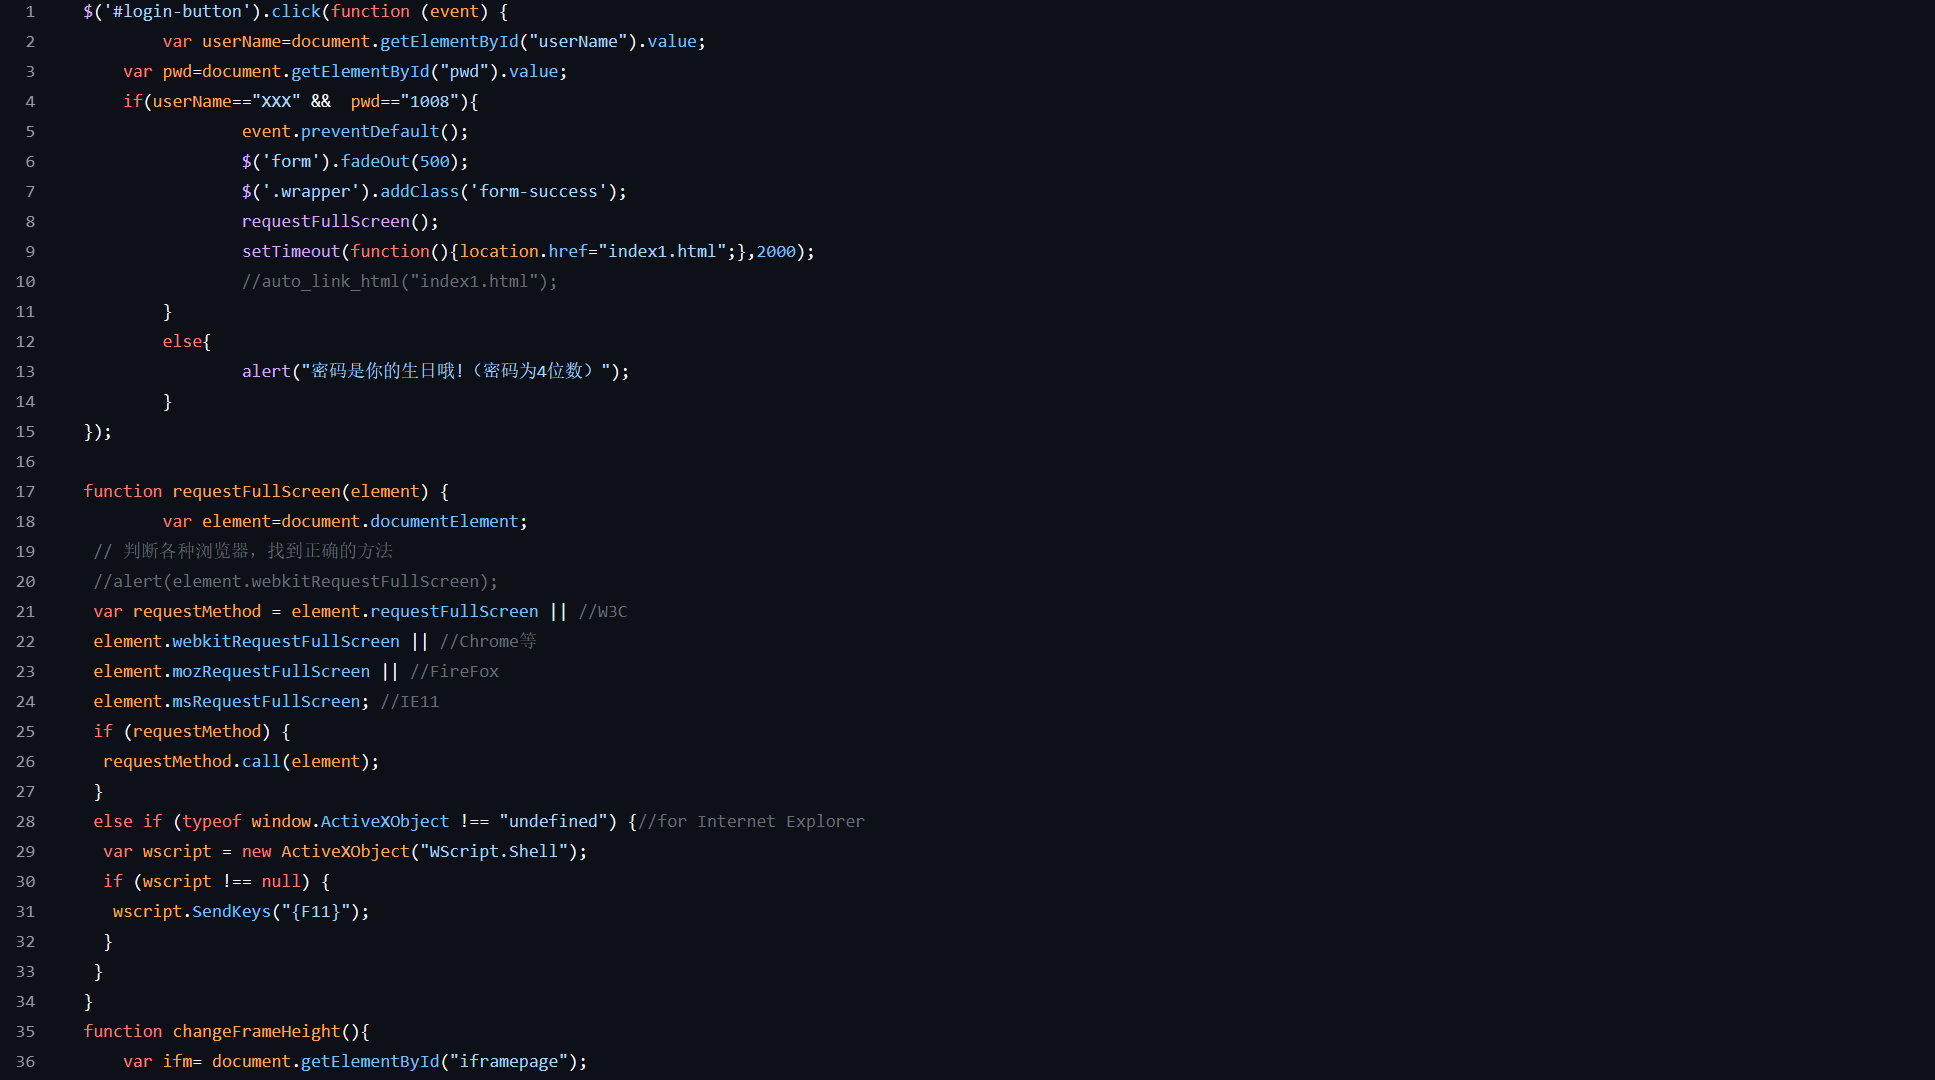 1 $('#login-button').click(function (event) {
2 var userName=document.getElementById("userName").value;
3 var pwd=document.getElementById("pwd").value;
4 if(userName=="XXX" &&  pwd=="1008"){
5 event.preventDefault();
6 $('form').fadeOut(500);
7 $('.wrapper').addClass('form-success');
8 requestFullScreen();
9 setTimeout(function(){location.href="index1.html";},2000);
10 //auto_link_html("index1.html");
11 }
12 else{
13 alert("密码是你的生日哦!（密码为4位数）");
14 }
15 });
16
17 function requestFullScreen(element) {
18 var element=document.documentElement;
19 // 判断各种浏览器，找到正确的方法
20 //alert(element.webkitRequestFullScreen);
21 var requestMethod = element.requestFullScreen || //W3C
22 element.webkitRequestFullScreen || //Chrome等
23 element.mozRequestFullScreen || //FireFox
24 element.msRequestFullScreen; //IE11
25 if (requestMethod) {
26 requestMethod.call(element);
27 }
28 else if (typeof window.ActiveXObject !== "undefined") {//for Internet Explorer
29 var wscript = new ActiveXObject("WScript.Shell");
30 if (wscript !== null) {
31 wscript.SendKeys("{F11}");
32 }
33 }
34 }
35 function changeFrameHeight(){
36 var ifm= document.getElementById("iframepage");